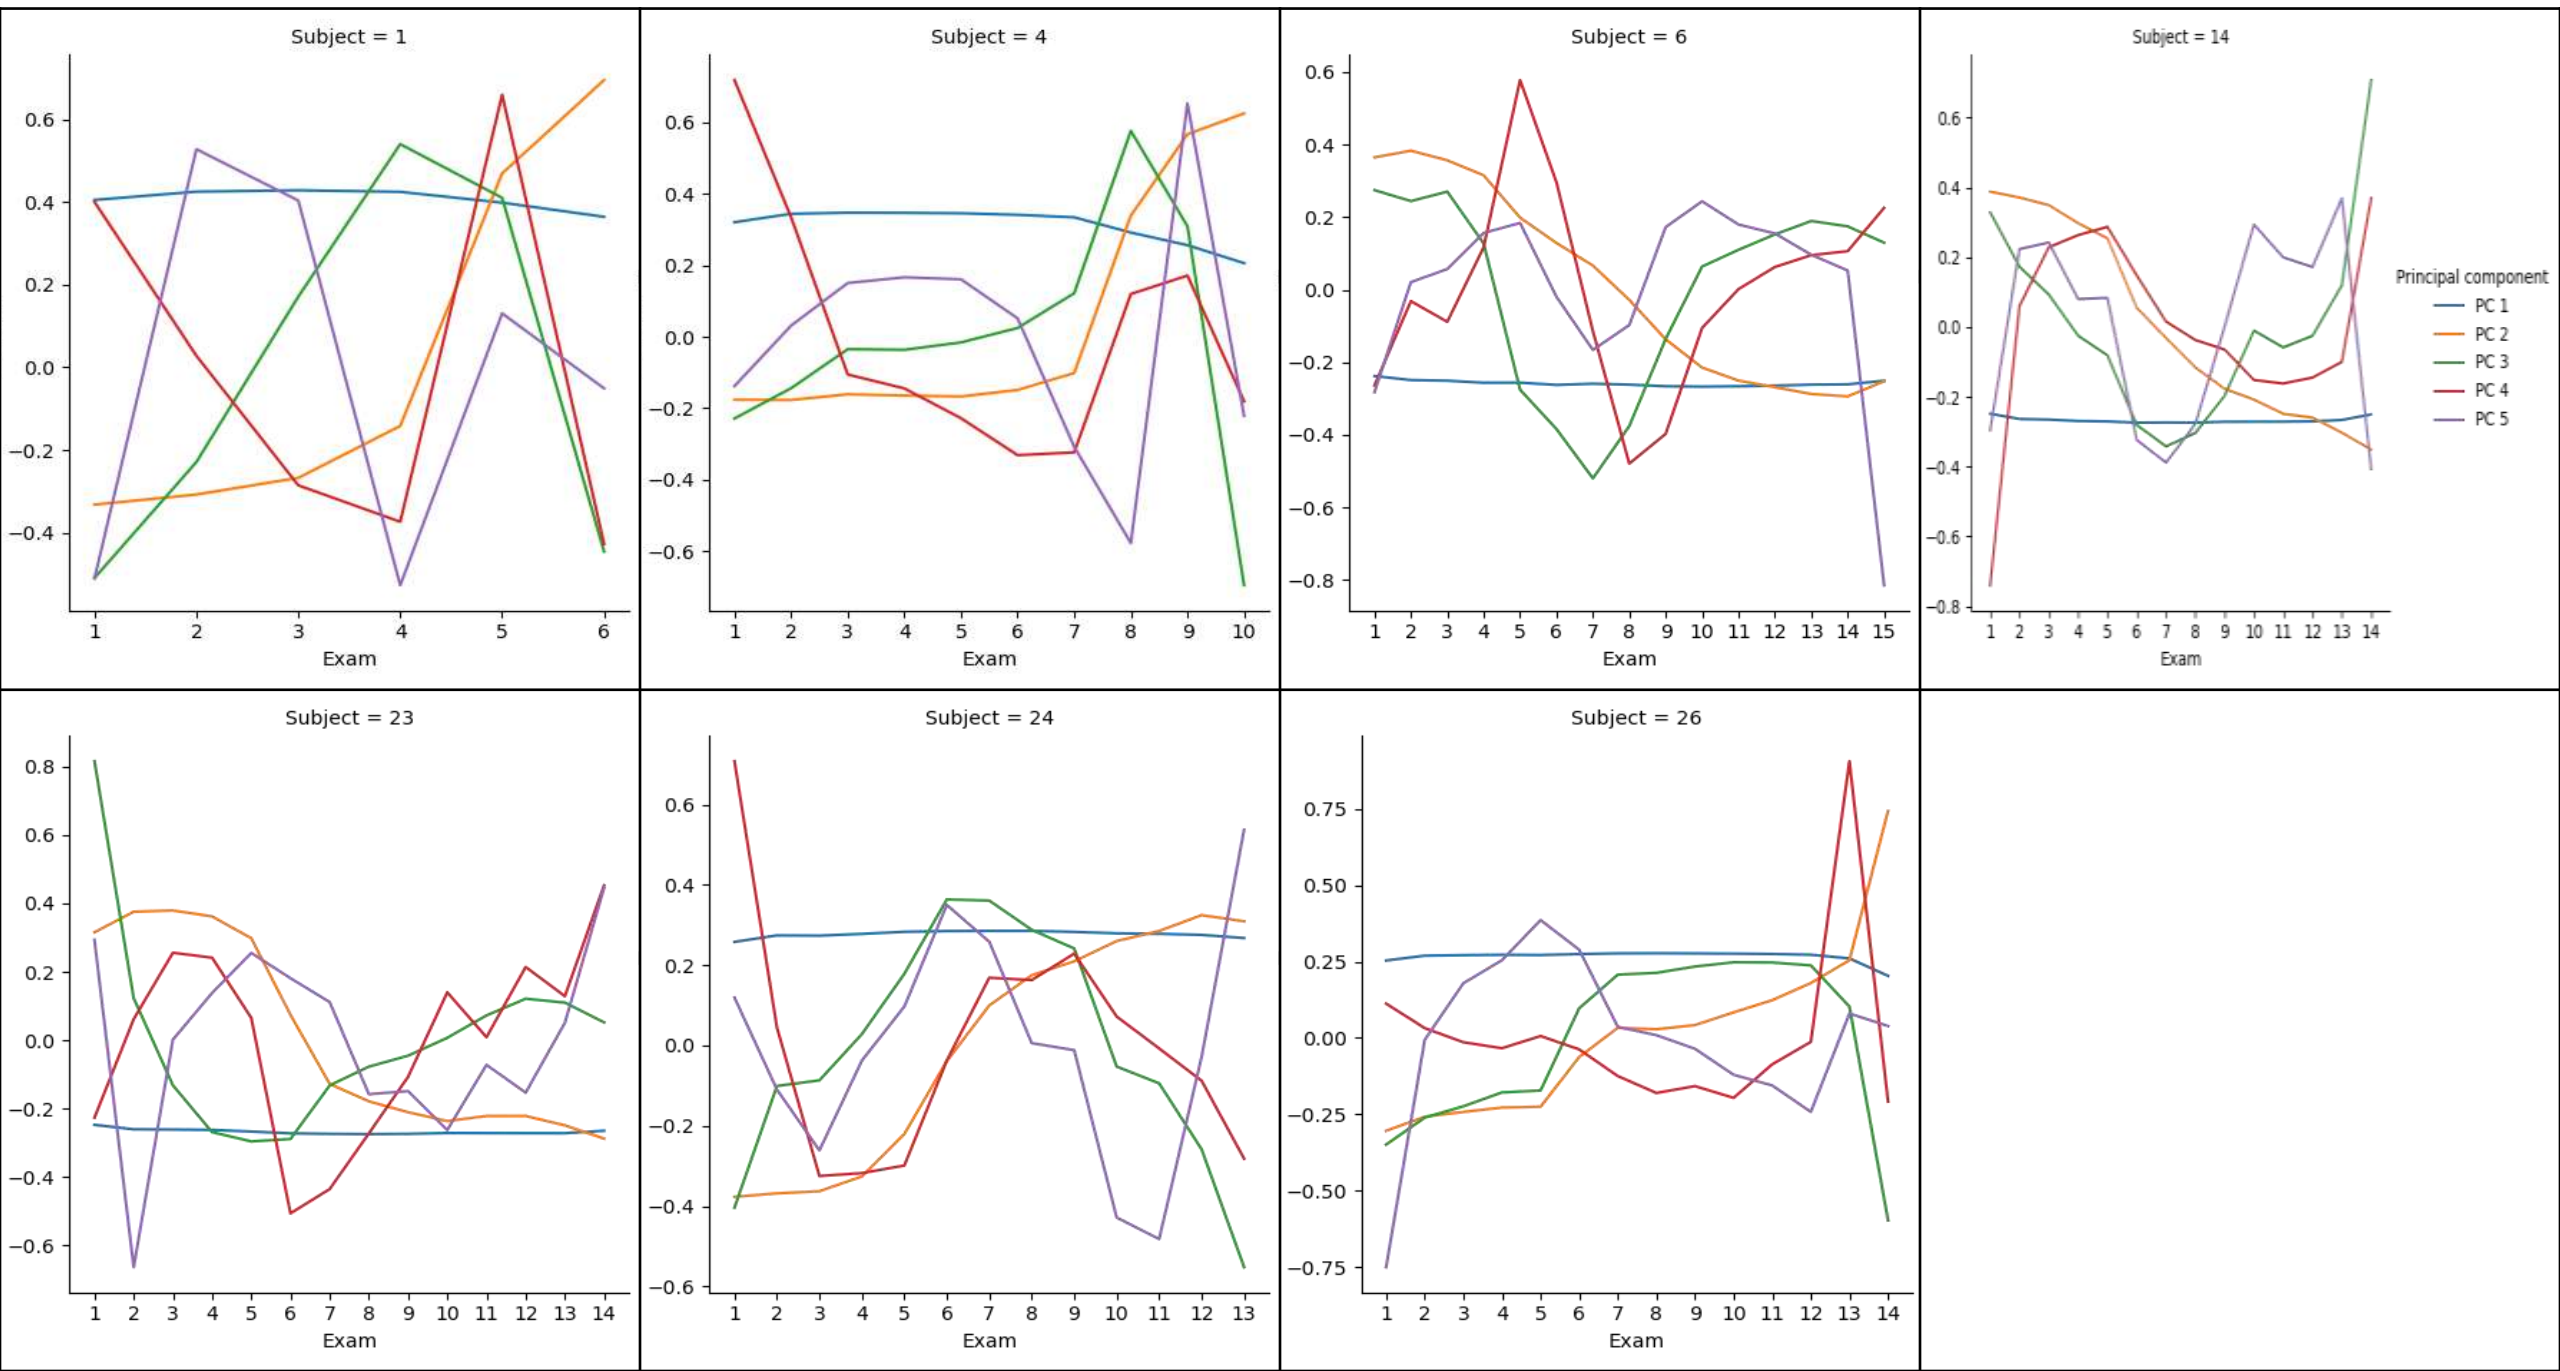 Subject = 1
0.6
0.4
0.2
0.0
−0.2
−0.4
1 2 3 4 5 6
Exam
Subject = 4
0.6
0.4
0.2
0.0
−0.2
−0.4
−0.6
1 2 3 4 5 6 7 8 9 10
Exam
Subject = 6
0.6
0.4
0.2
0.0
−0.2
−0.4
−0.6
−0.8
1 2 3 4 5 6 7 8 9 10 11 12 13 14 15
Exam
Subject = 14
0.6
0.4
0.2
0.0
−0.2
−0.4
−0.6
−0.8
1 2 3 4 5 6 7 8 9 10 11 12 13 14
Exam
Principal component
PC 1
PC 2
PC 3
PC 4
PC 5
Subject = 23
0.8
0.6
0.4
0.2
0.0
−0.2
−0.4
−0.6
1 2 3 4 5 6 7 8 9 10 11 12 13 14
Exam
Subject = 24
0.6
0.4
0.2
0.0
−0.2
−0.4
−0.6
1 2 3 4 5 6 7 8 9 10 11 12 13
Exam
Subject = 26
0.75
0.50
0.25
0.00
−0.25
−0.50
−0.75
1 2 3 4 5 6 7 8 9 10 11 12 13 14
Exam